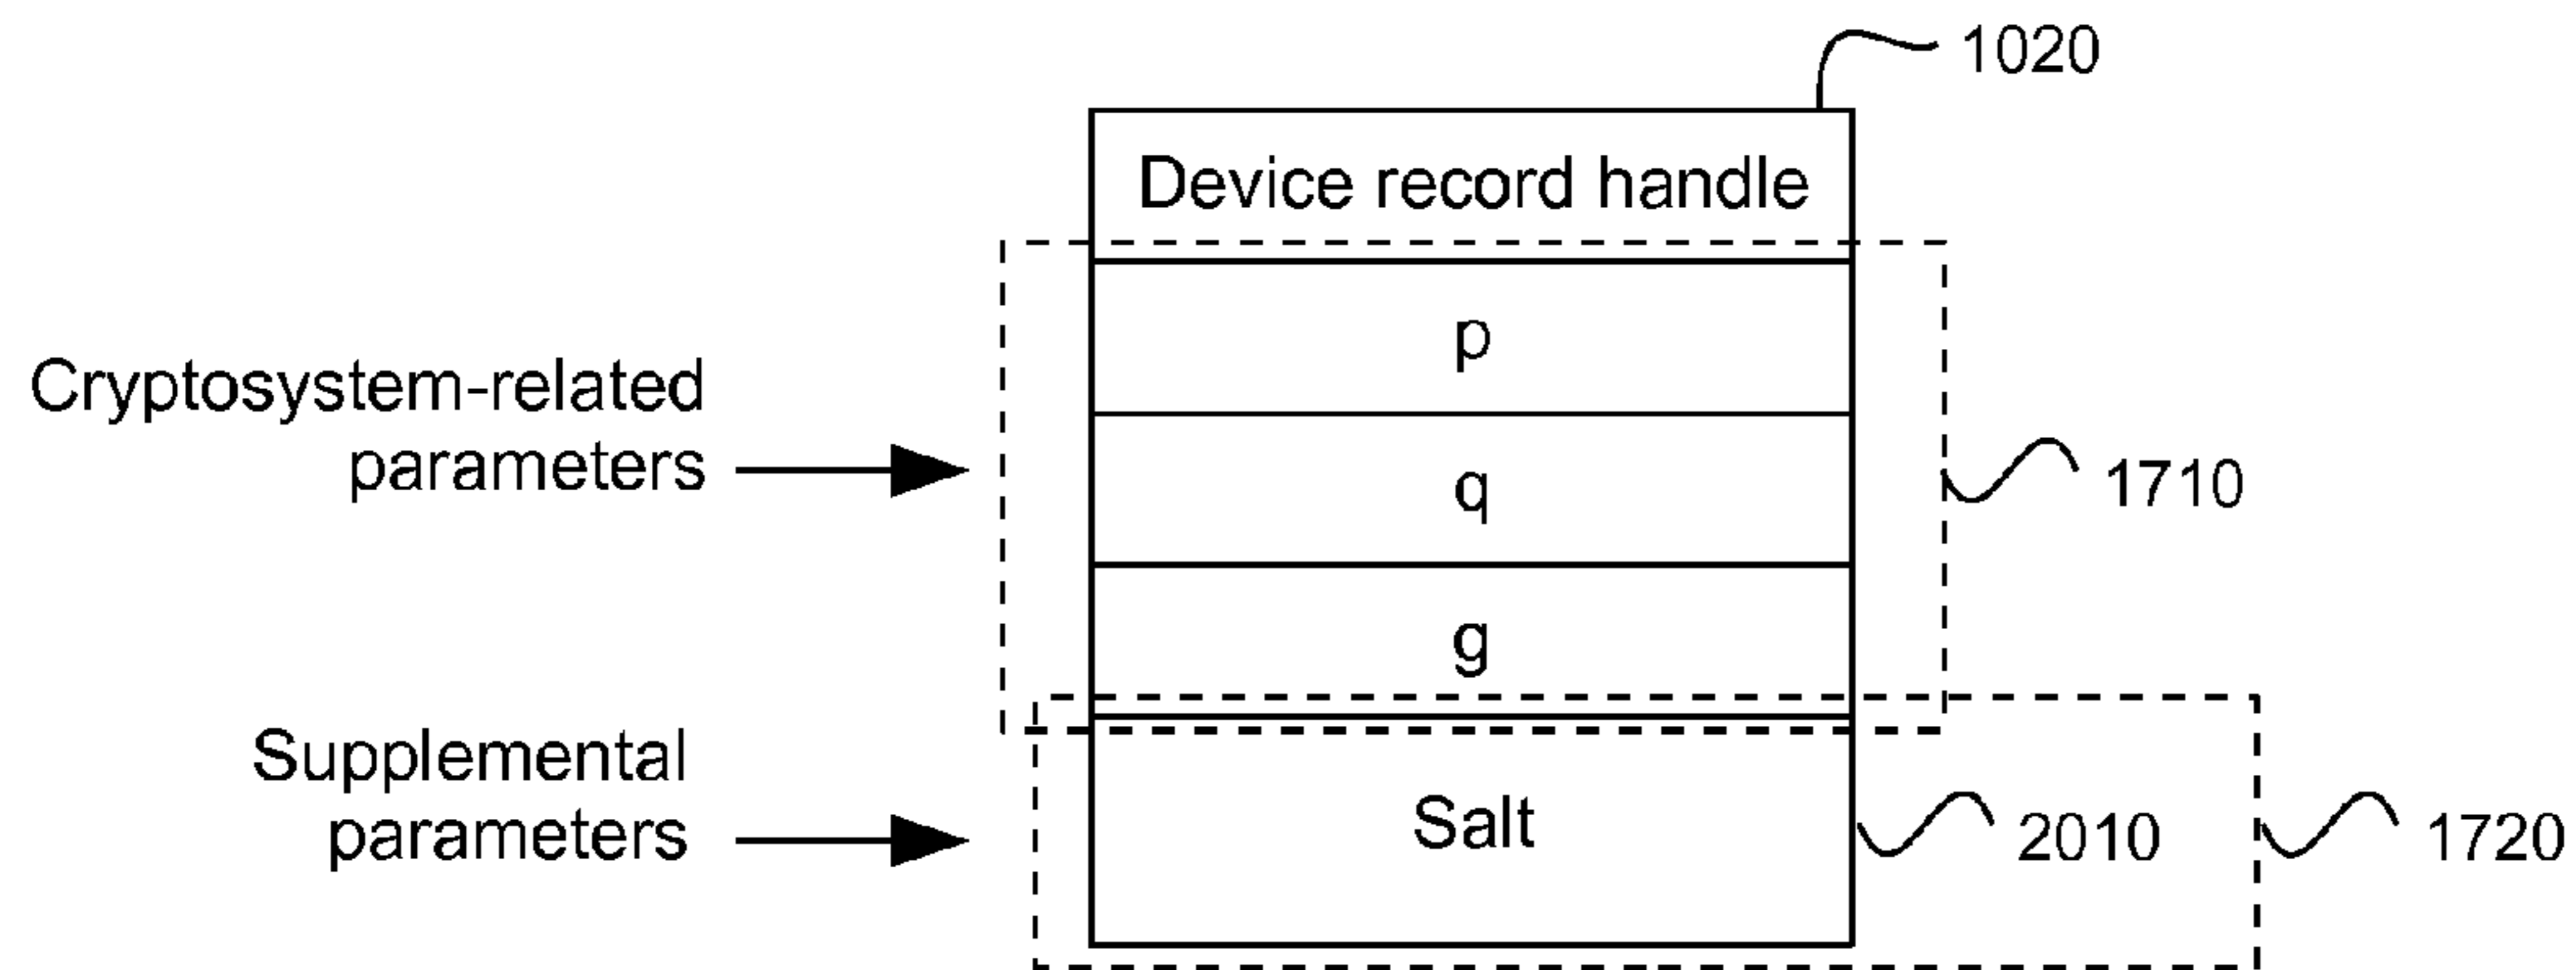 1020
Device record handle
p
Cryptosystem-related
parameters
q
1710
g
Supplemental
parameters
Salt
2010
1720